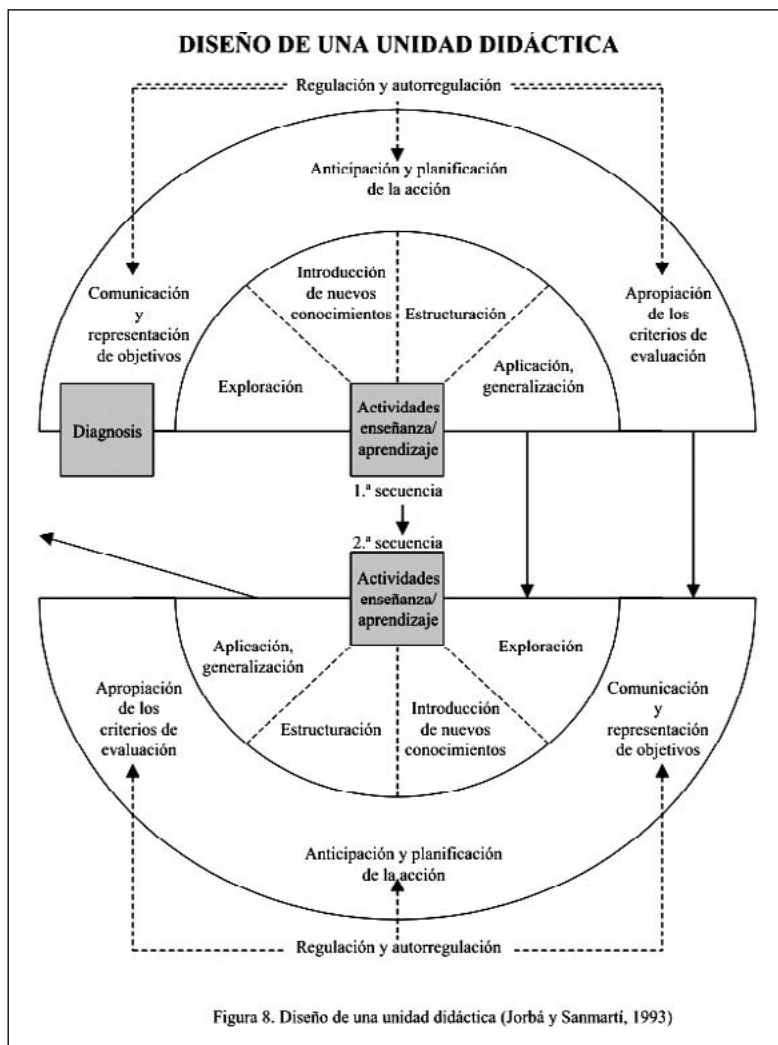 DISEÑO DE UNA UNIDAD DIDÁCTICA
Regulación y autorregulación
Anticipación y planificación
de la acción
Comunicación
y
representación
de objetivos
Introducción
de nuevos
conocimientos
Estructuración
Apropiación
de los
criterios de
evaluación
Exploración
Aplicación,
generalización
Diagnosis
Actividades
enseñanza/
aprendizaje
1.ª secuencia
2.ª secuencia
Actividades
enseñanza/
aprendizaje
Aplicación,
generalización
Exploración
Apropiación
de los
criterios de
evaluación
Estructuración
Introducción
de nuevos
conocimientos
Comunicación
y
representación
de objetivos
Anticipación y planificación
de la acción
Regulación y autorregulación
Figura 8. Diseño de una unidad didáctica (Jorbá y Sanmartí, 1993)